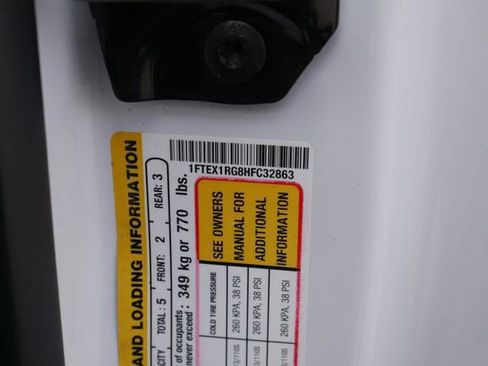 1FTEX1RG8HFC32863
AND LOADING INFORMATION
CITY TOTAL: 5 FRONT: 2 REAR: 3
of occupants
never exceed: 349 kg or 770 lbs.
COLD TIRE PRESSURE SEE OWNERS
260 KPA, 38 PSI MANUAL FOR
260 KPA, 38 PSI ADDITIONAL
260 KPA, 38 PSI INFORMATION